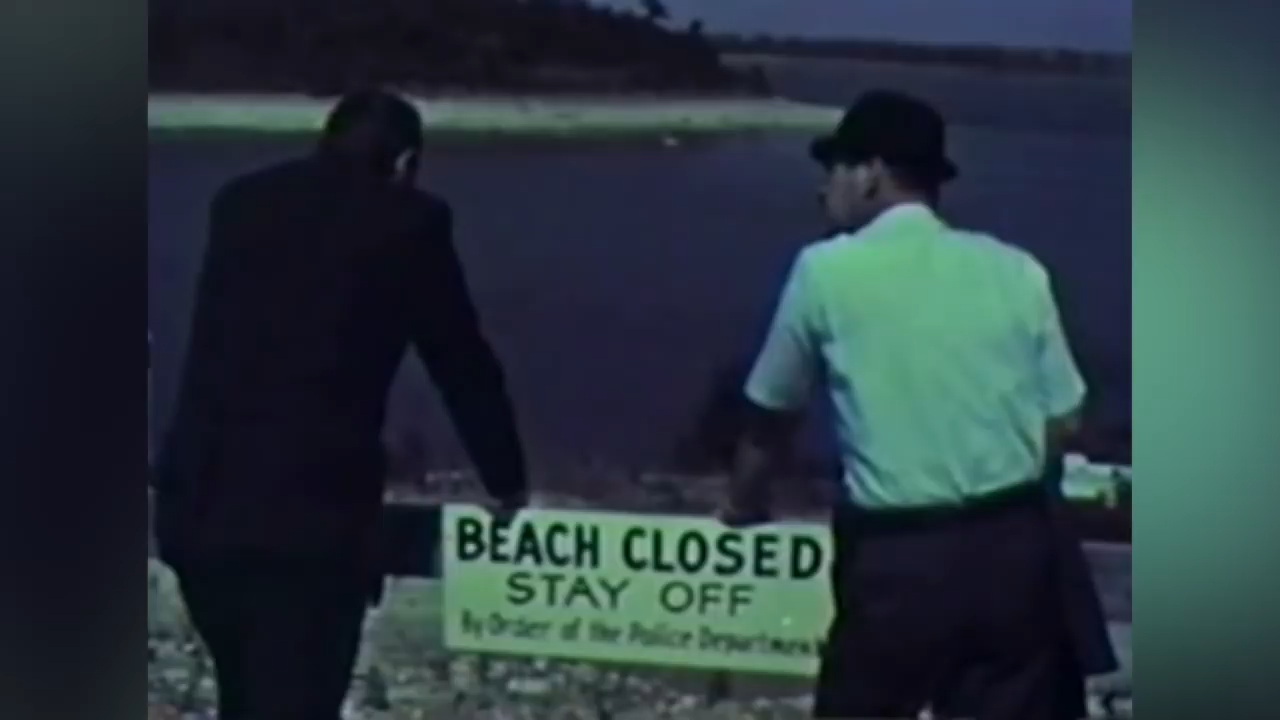 BEACH CLOSED
STAY OFF
By Order of the Police Department